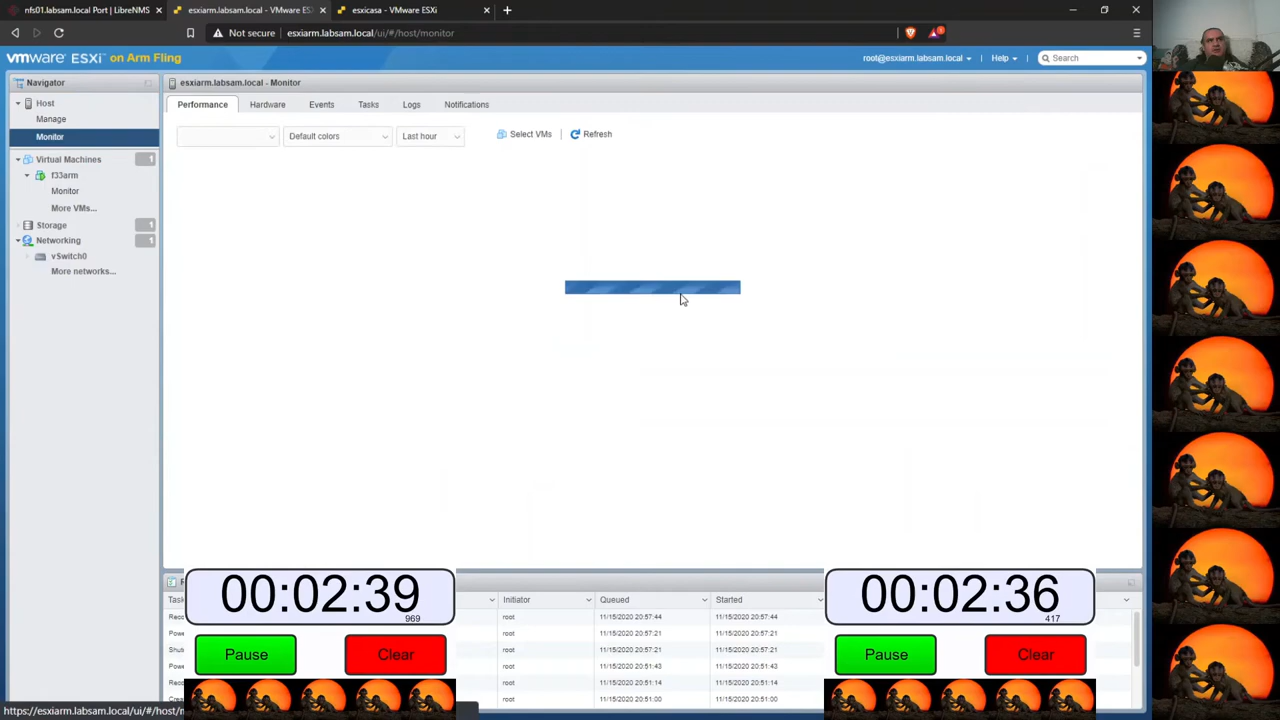 nfs01.labsam.local Port | LibreNMS
esxiarm.labsam.local - VMware ES
esxicasa - VMware ESXi
Not secure
esxiarm.labsam.local/ui/#/host/monitor
vmware ESXi™ on Arm Fling
root@esxiarm.labsam.local
Help
Search
Navigator
esxiarm.labsam.local - Monitor
Host
Manage
Monitor
Virtual Machines 1
f33arm
Monitor
More VMs...
Storage 1
Networking 1
vSwitch0
More networks...
Performance
Hardware
Events
Tasks
Logs
Notifications
Default colors
Last hour
Select VMs
Refresh
Initiator
Queued
Started
root 11/15/2020 20:57:44 11/15/2020 20:57:44
root 11/15/2020 20:57:21 11/15/2020 20:57:21
root 11/15/2020 20:57:21 11/15/2020 20:57:21
root 11/15/2020 20:51:43 11/15/2020 20:51:43
root 11/15/2020 20:51:14 11/15/2020 20:51:14
root 11/15/2020 20:51:00 11/15/2020 20:51:00
00:02:39
969
Pause
Clear
00:02:36
417
Pause
Clear
https://esxiarm.labsam.local/ui/#/host/